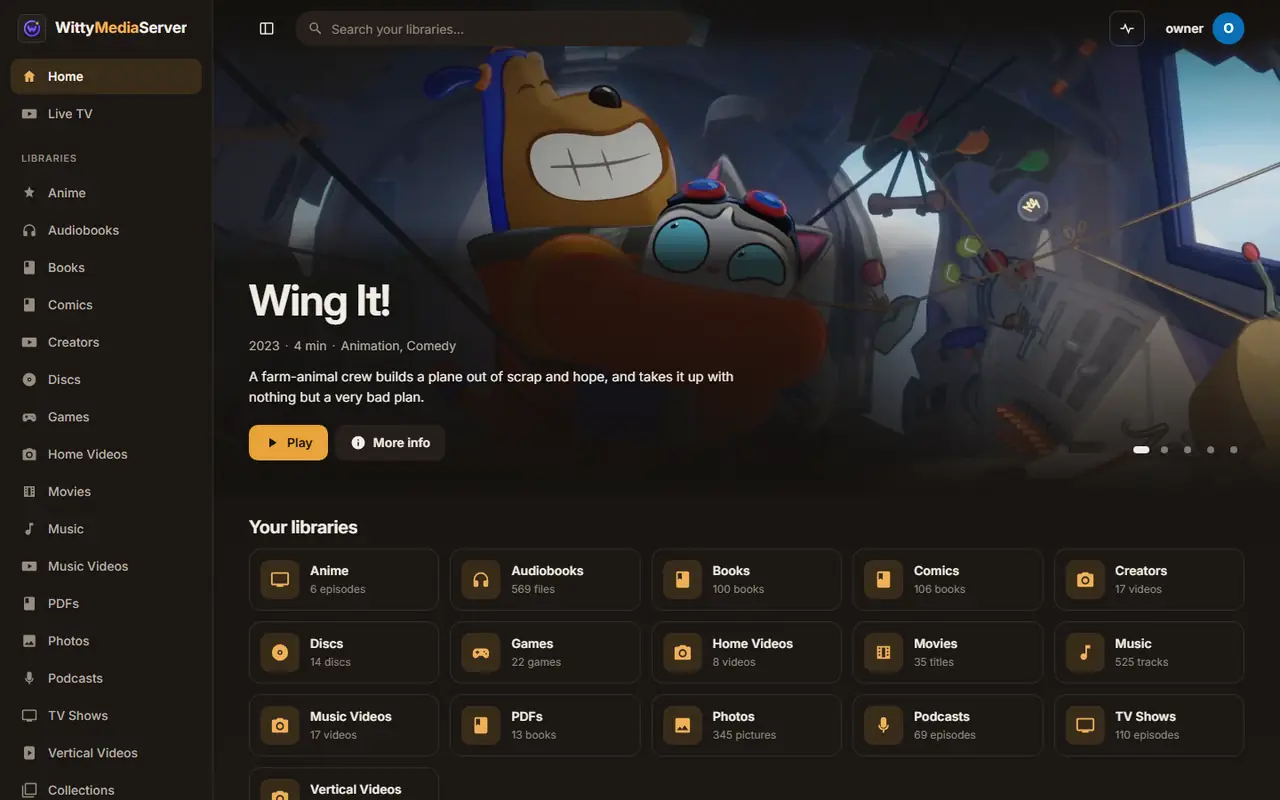 WittyMediaServer
Search your libraries...
owner
O
Home
Live TV
LIBRARIES
Anime
Audiobooks
Books
Comics
Creators
Discs
Games
Home Videos
Movies
Music
Music Videos
PDFs
Photos
Podcasts
TV Shows
Vertical Videos
Collections
Wing It!
2023 · 4 min · Animation, Comedy
A farm-animal crew builds a plane out of scrap and hope, and takes it up with
nothing but a very bad plan.
Play
More info
Your libraries
Anime
6 episodes
Audiobooks
569 files
Books
100 books
Comics
106 books
Creators
17 videos
Discs
14 discs
Games
22 games
Home Videos
8 videos
Movies
35 titles
Music
525 tracks
Music Videos
17 videos
PDFs
13 books
Photos
345 pictures
Podcasts
69 episodes
TV Shows
110 episodes
Vertical Videos